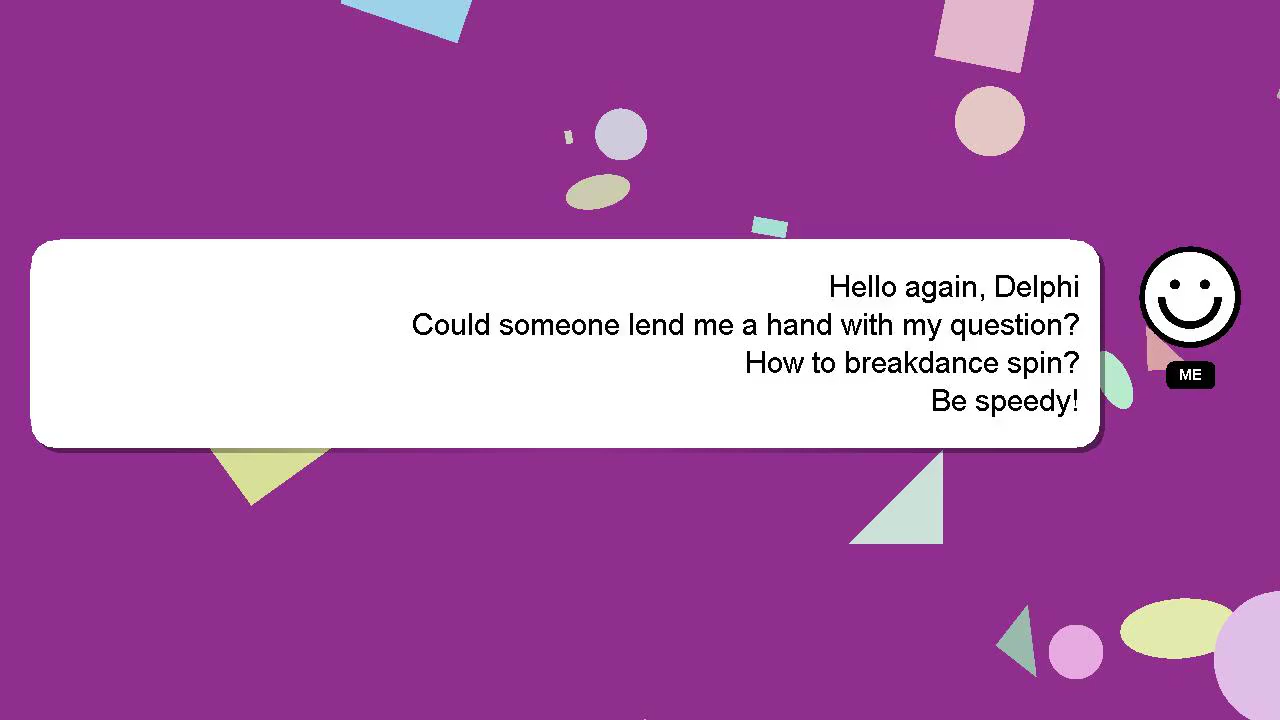 Hello again, Delphi
Could someone lend me a hand with my question?
How to breakdance spin?
Be speedy!
ME